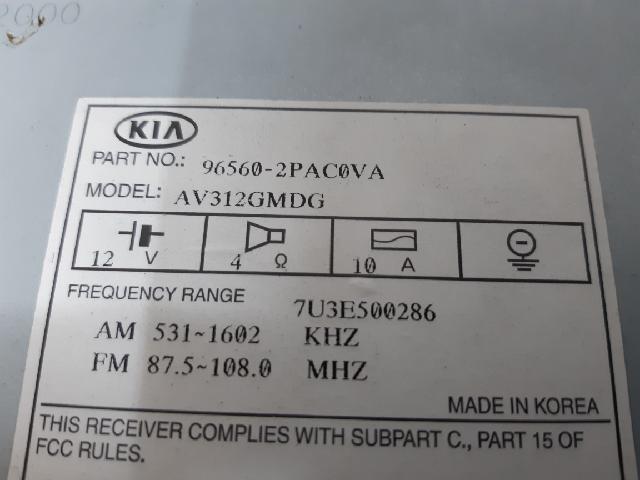 2000
KIA
PART NO.: 96560-2PAC0VA
MODEL: AV312GMDG
12 V 4 Ω 10 A
FREQUENCY RANGE 7U3E500286
AM 531~1602 KHZ
FM 87.5~108.0 MHZ
MADE IN KOREA
THIS RECEIVER COMPLIES WITH SUBPART C., PART 15 OF
FCC RULES.